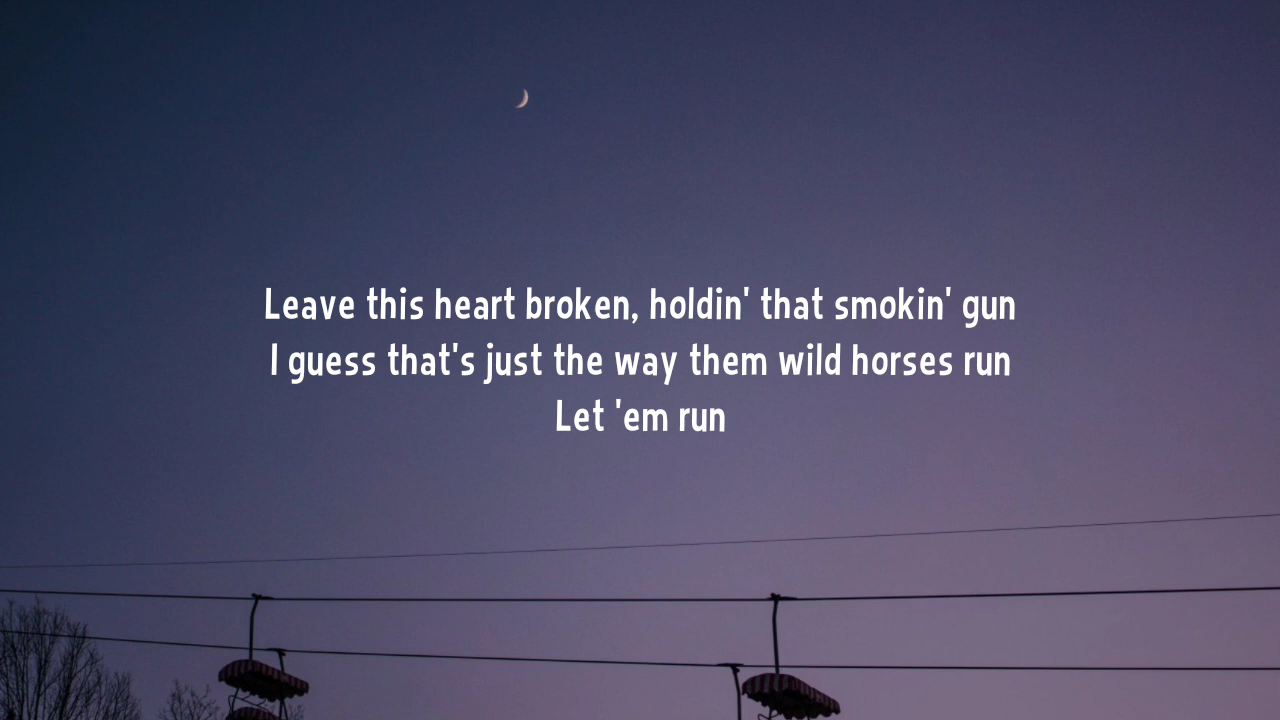 Leave this heart broken, holdin' that smokin' gun
I guess that's just the way them wild horses run
Let 'em run